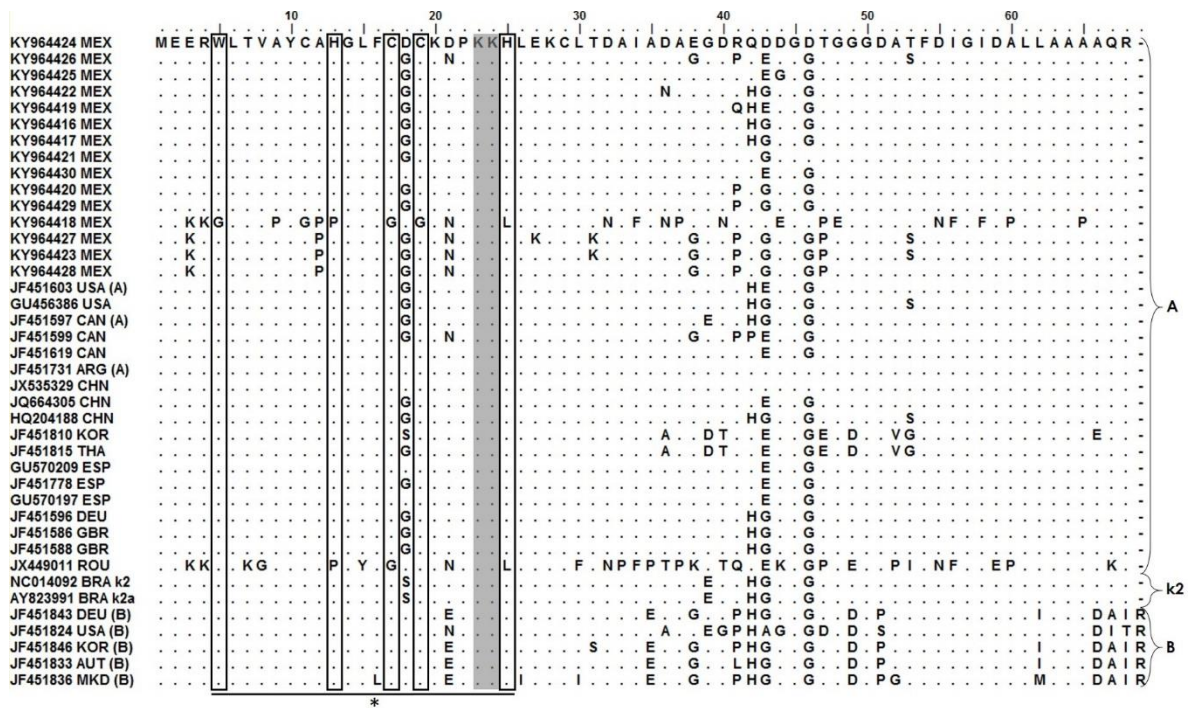 10 20 30 40 50 60
KY964424 MEX MEERWLTVAYCAHGLFCDCKDPKKHLEKCLTDAIADAEGDRQDDGDTGGGDATFDIGIDALLAAAAQR-
KY964426 MEX .................G..N................G..P.E..G......S...............-
KY964425 MEX .................G........................EG.G......................-
KY964422 MEX .................G.................N.....HG..G......................-
KY964419 MEX .................G......................QHE..G......................-
KY964416 MEX .................G.......................HG..G......................-
KY964417 MEX .................G.......................HG..G......................-
KY964421 MEX .................G........................G.........................-
KY964430 MEX ..........................................E..G......................-
KY964420 MEX .................G......................P.G..G......................-
KY964429 MEX .................G......................P.G..G......................-
KY964418 MEX ..KKG...P.GPP...G.G.N...L......N.F.NP..N...E..PE......NF.F.P....P...-
KY964427 MEX ..K........P.....G..N.....K...K......G..P.G..GP.....S...............-
KY964423 MEX ..K........P.....G..N.........K......G..P.G..GP.....S...............-
KY964428 MEX ..K........P.....G..N................G..P.G..GP.....................-
JF451603 USA (A) .................G.......................HE..G......................-
GU456386 USA .................G.......................HG..G......S...............-
JF451597 CAN (A) .................G....................E..HG..G......................-
JF451599 CAN .................G..N................G..PPE..G......................-
JF451619 CAN ..........................................E..G......................-
JF451731 ARG (A) ....................................................................-
JX535329 CHN ....................................................................-
JQ664305 CHN .................G........................E..G......................-
HQ204188 CHN .................G.......................HG..G......S...............-
JF451810 KOR .................S.................A..DT..E..GE.D..VG............E..-
JF451815 THA .................G.................A..DT..E..GE.D..VG...............-
GU570209 ESP ..........................................E..G......................-
JF451778 ESP .................G........................E..G......................-
GU570197 ESP ..........................................E..G......................-
JF451596 DEU .................G.......................HG..G......................-
JF451586 GBR .................G.......................HG..G......................-
JF451588 GBR .................G.......................HG..G......................-
JX449011 ROU ..KK..KG....P.Y.G...N...L....F.NPFPTPK.TQ.EK.GP.E..PI.NF..EP......K.-
NC014092 BRA k2 .................S....................E..HG..G......................-
AY823991 BRA k2a .................S....................E..HG..G......................-
JF451843 DEU (B) ....................E.............E..G..PHG..G..D.P..........I...DAIR
JF451824 USA (B) ....................N..............A..EGPHAG.GD.D.S..............DITR
JF451846 KOR (B) ....................E.........S...E..G..PHG..G..D.P..........I...DAIR
JF451833 AUT (B) ....................E.............E..G..LHG..G..D.P..........I...DAIR
JF451836 MKD (B) ...............L....E....I...I....E..G..PHG..G..D.PG.........M...DAIR
A
k2
B
*